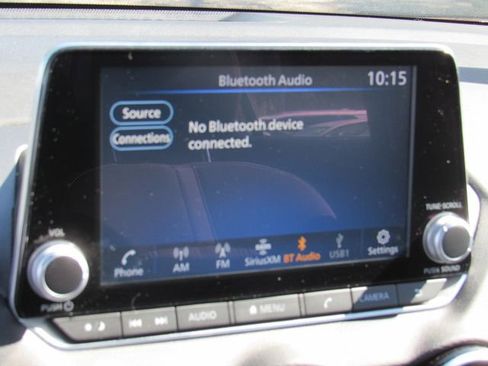 Bluetooth Audio
10:15
Source
Connections
No Bluetooth device
connected.
TUNE·SCROLL
VOL
Phone
AM
FM
SiriusXM
BT Audio
USB1
Settings
PUSH
PUSH SOUND
AUDIO
MENU
CAMERA